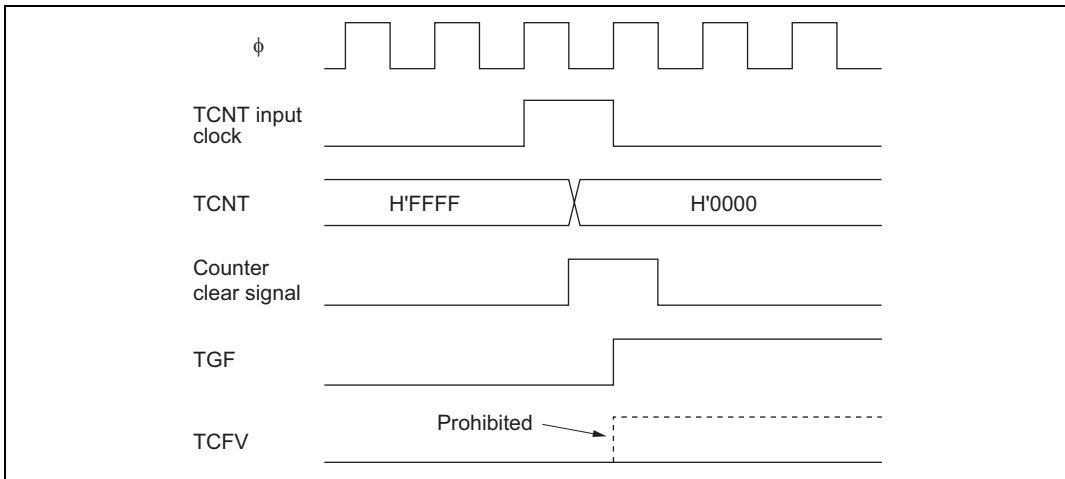 ϕ
TCNT input
clock
TCNT
H'FFFF
H'0000
Counter
clear signal
TGF
Prohibited
TCFV